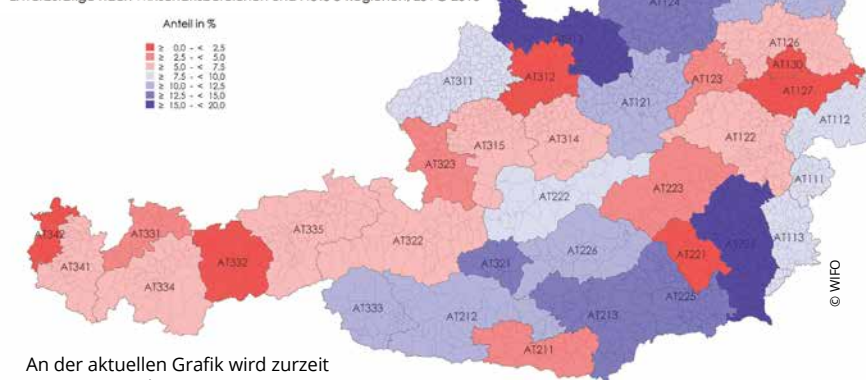 Anteil in %
≥ 0,0 - < 2,5
≥ 2,5 - < 5,0
≥ 5,0 - < 7,5
≥ 7,5 - < 10,0
≥ 10,0 - < 12,5
≥ 12,5 - < 15,0
≥ 15,0 - < 20,0
AT124
AT126
AT130
AT311
AT312
AT123
AT127
AT121
AT112
AT122
AT315
AT314
AT323
AT111
AT223
AT222
AT342
AT331
AT335
AT322
AT113
AT226
AT221
AT341
AT332
AT321
AT334
AT225
AT333
AT212
AT213
AT211
© WIFO
An der aktuellen Grafik wird zurzeit